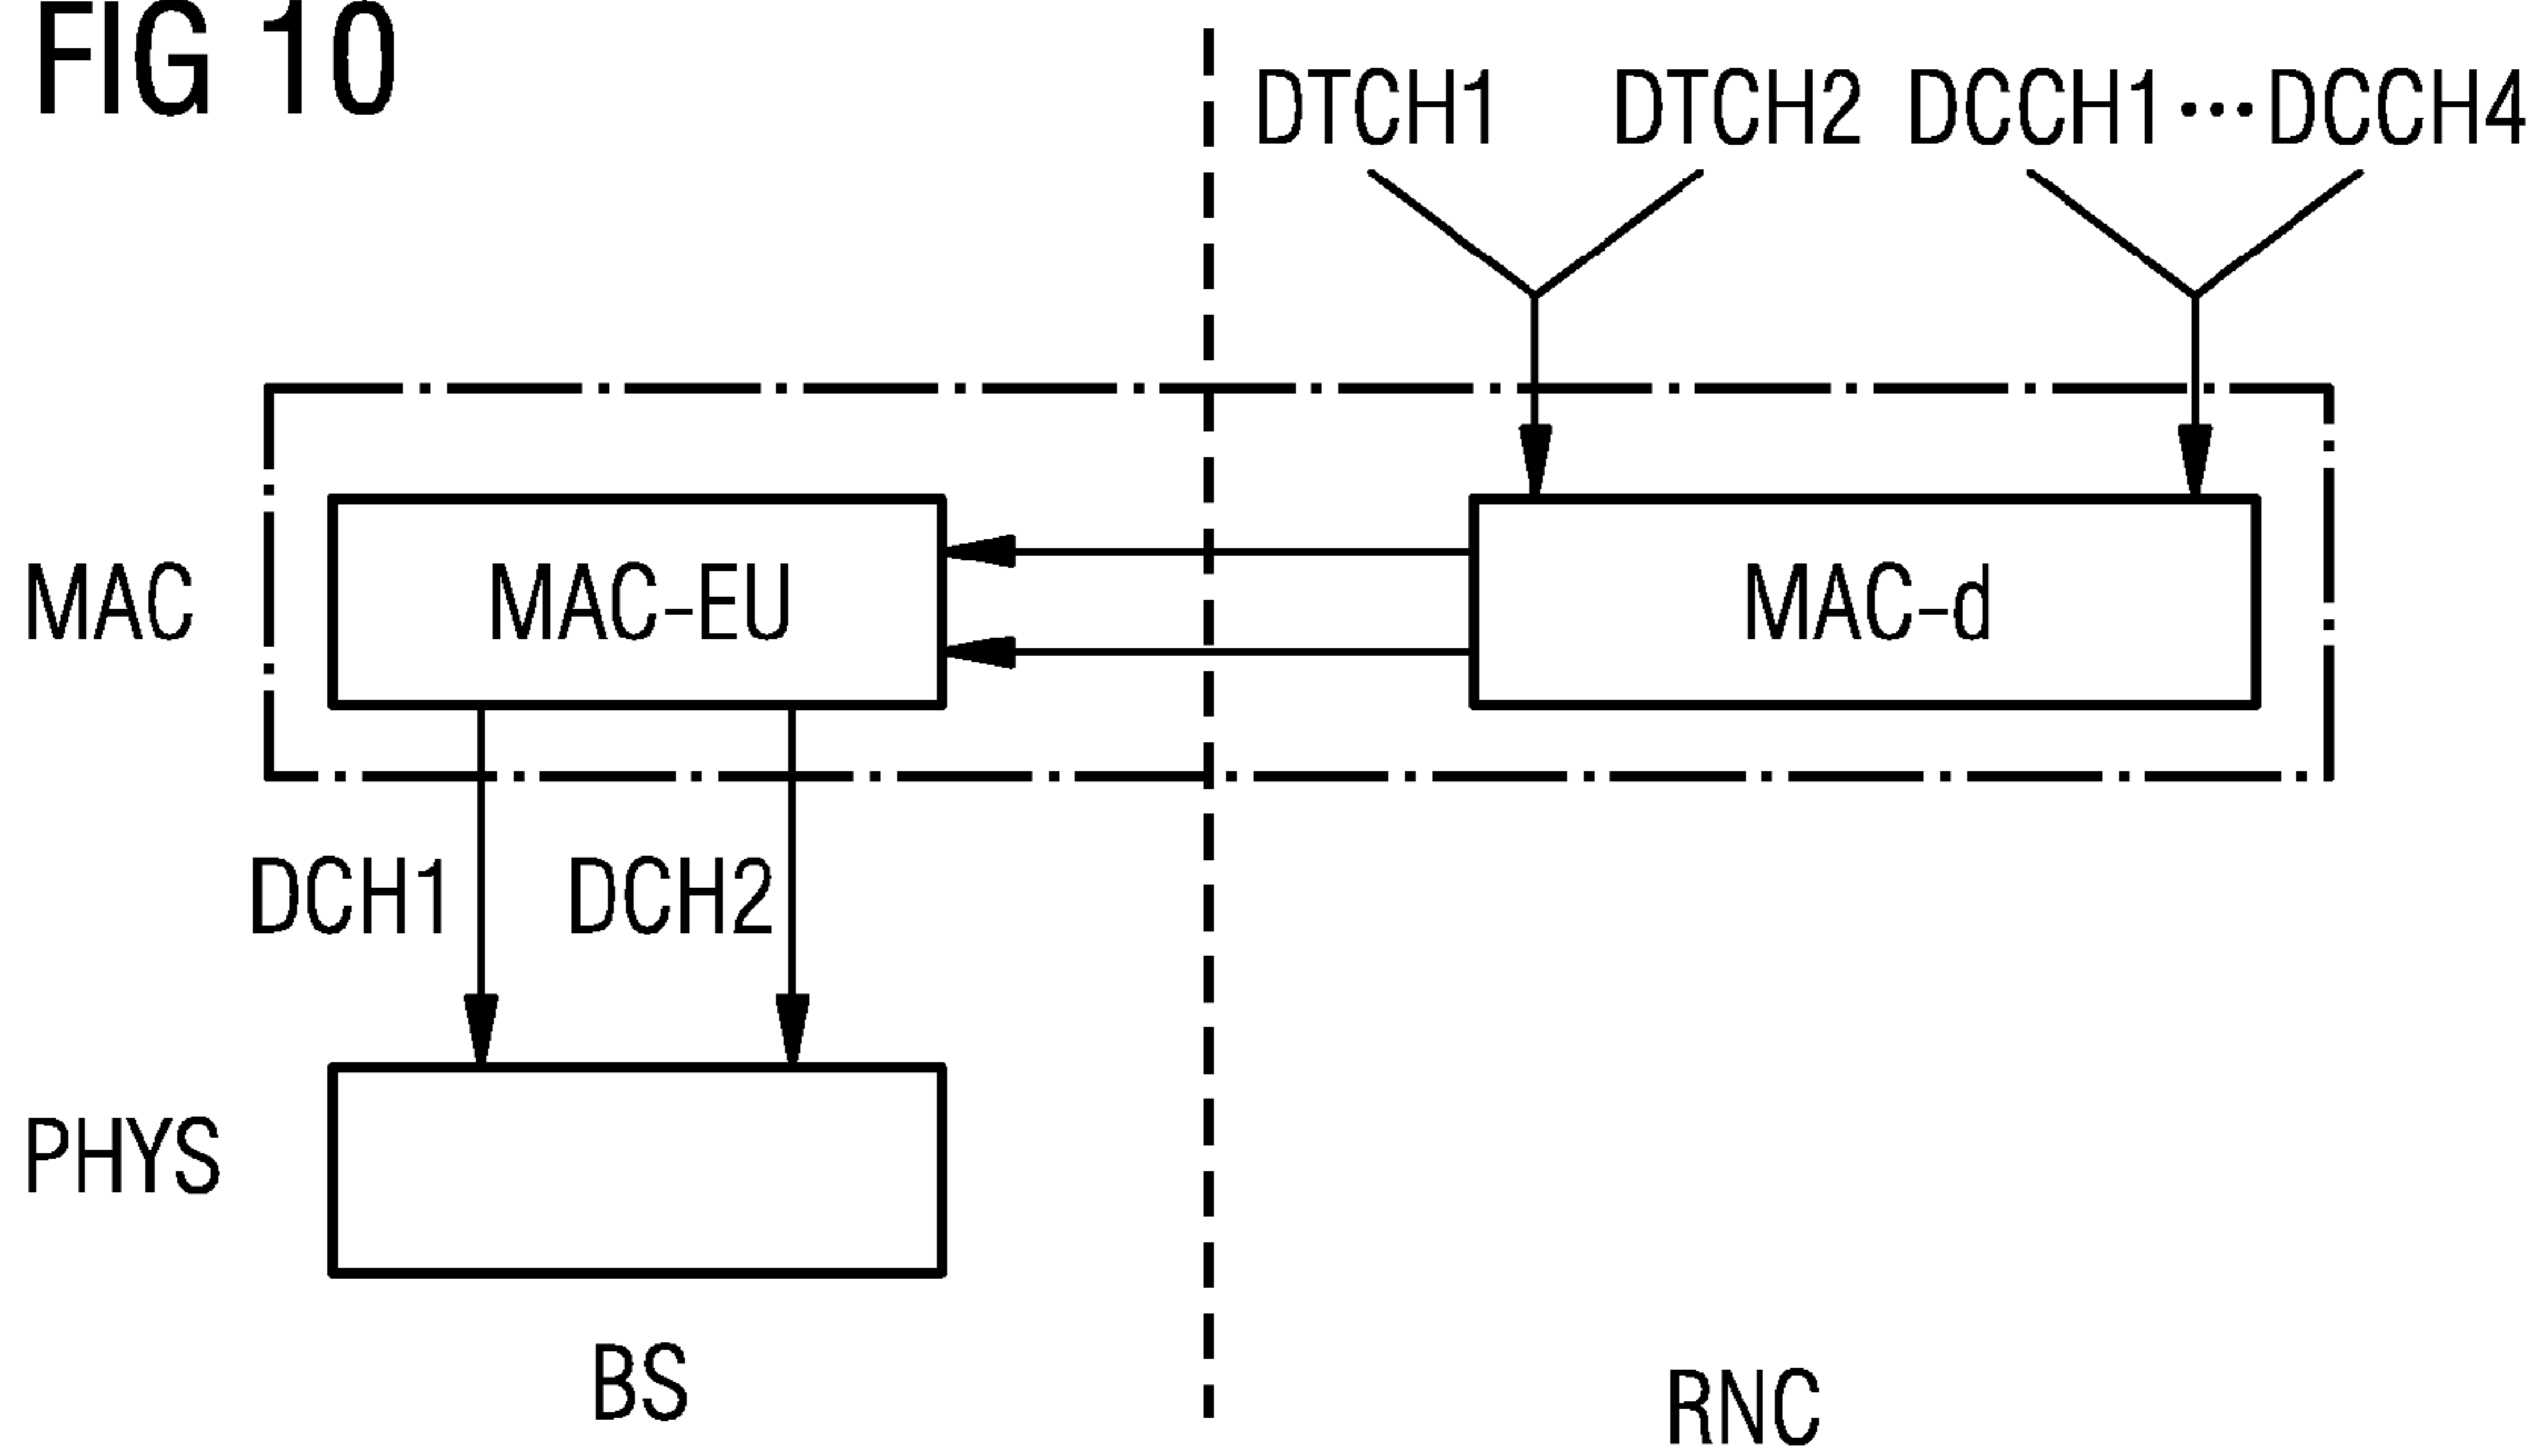 FIG 10
DTCH1 DTCH2 DCCH1···DCCH4
MAC MAC-EU MAC-d
DCH1 DCH2
PHYS
BS RNC